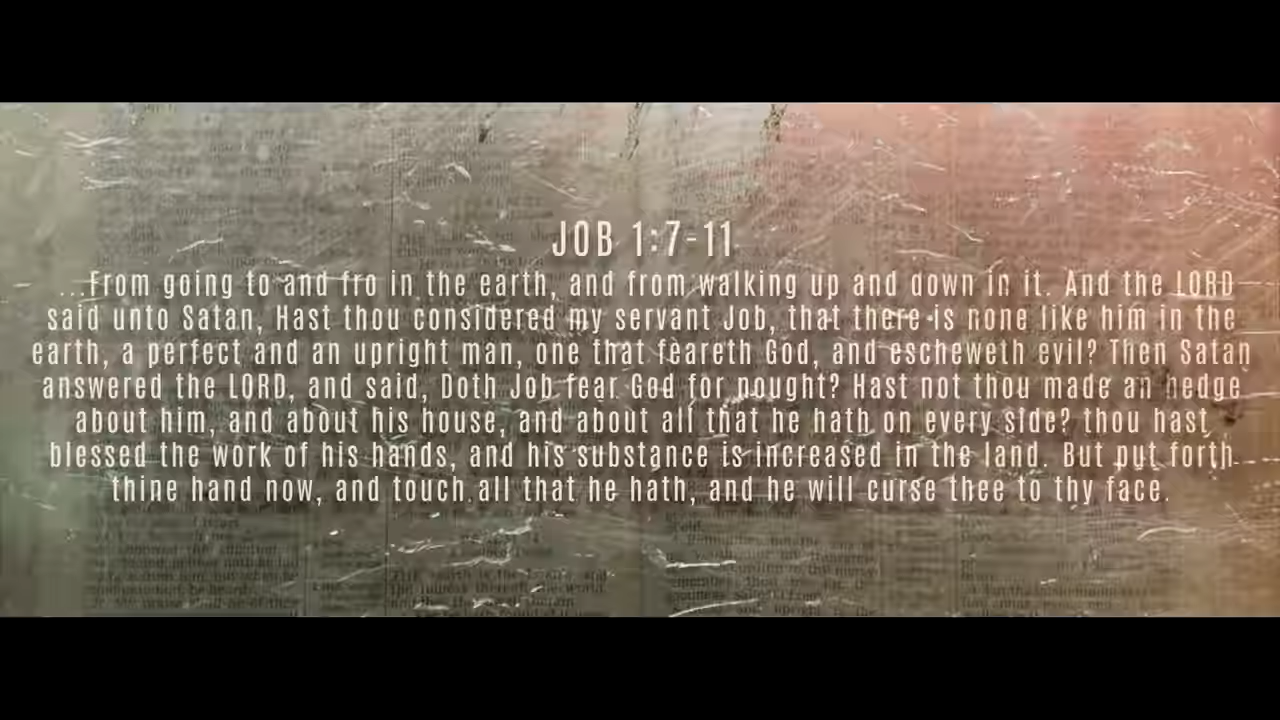 JOB 1:7-11
...From going to and fro in the earth, and from walking up and down in it. And the LORD
said unto Satan, Hast thou considered my servant Job, that there is none like him in the
earth, a perfect and an upright man, one that feareth God, and escheweth evil? Then Satan
answered the LORD, and said, Doth Job fear God for nought? Hast not thou made an hedge
about him, and about his house, and about all that he hath on every side? thou hast
blessed the work of his hands, and his substance is increased in the land. But put forth
thine hand now, and touch all that he hath, and he will curse thee to thy face.